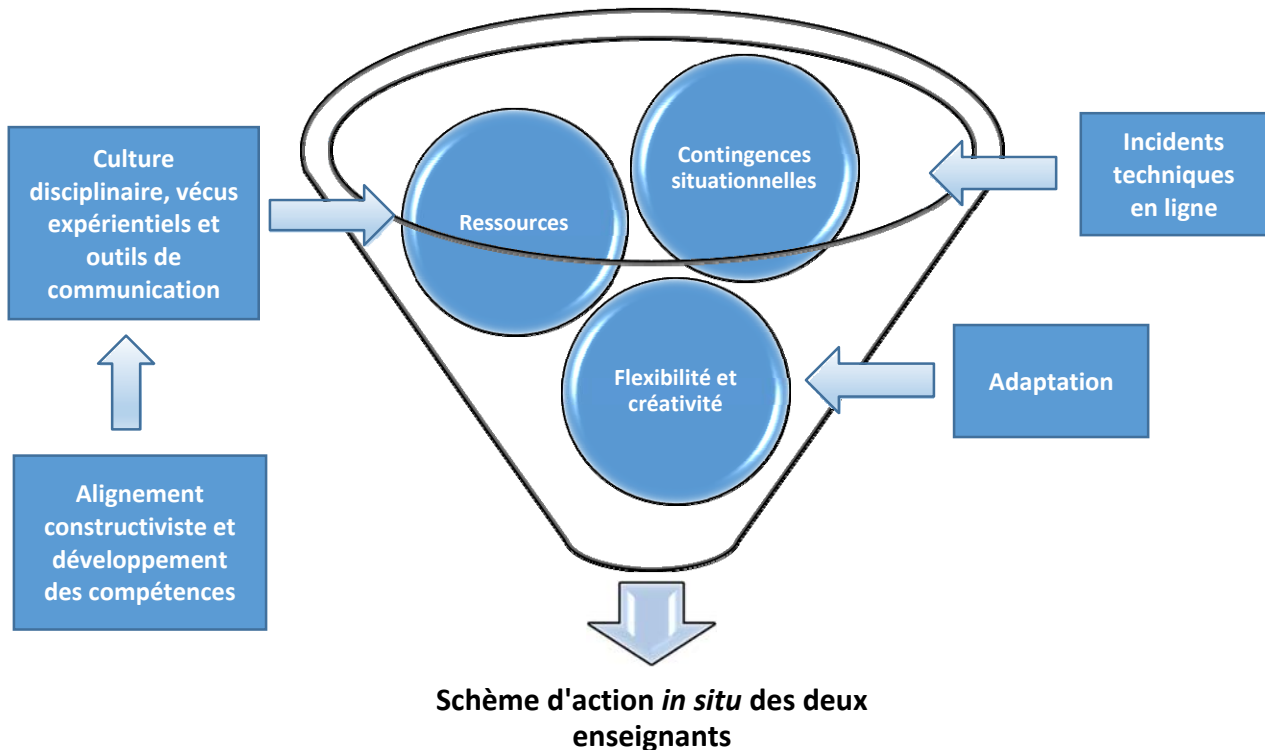 Culture
disciplinaire, vécus
expérientiels et
outils de
communication
Alignement
constructiviste et
développement
des compétences
Ressources
Contingences
situationnelles
Flexibilité et
créativité
Incidents
techniques
en ligne
Adaptation
Schème d'action in situ des deux
enseignants